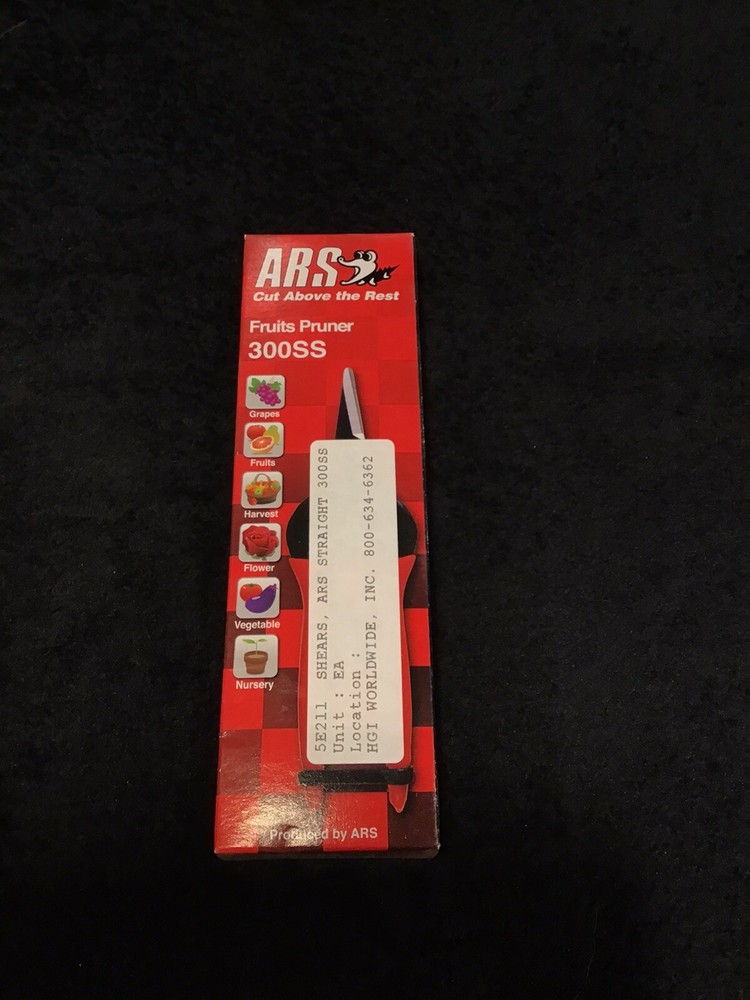 ARS
Cut Above the Rest
Fruits Pruner
300SS
Grapes
Fruits
Harvest
Flower
Vegetable
Nursery
5E211 SHEARS, ARS STRAIGHT 300SS
Unit : EA
Location :
HGI WORLDWIDE, INC. 800-634-6362
Produced by ARS